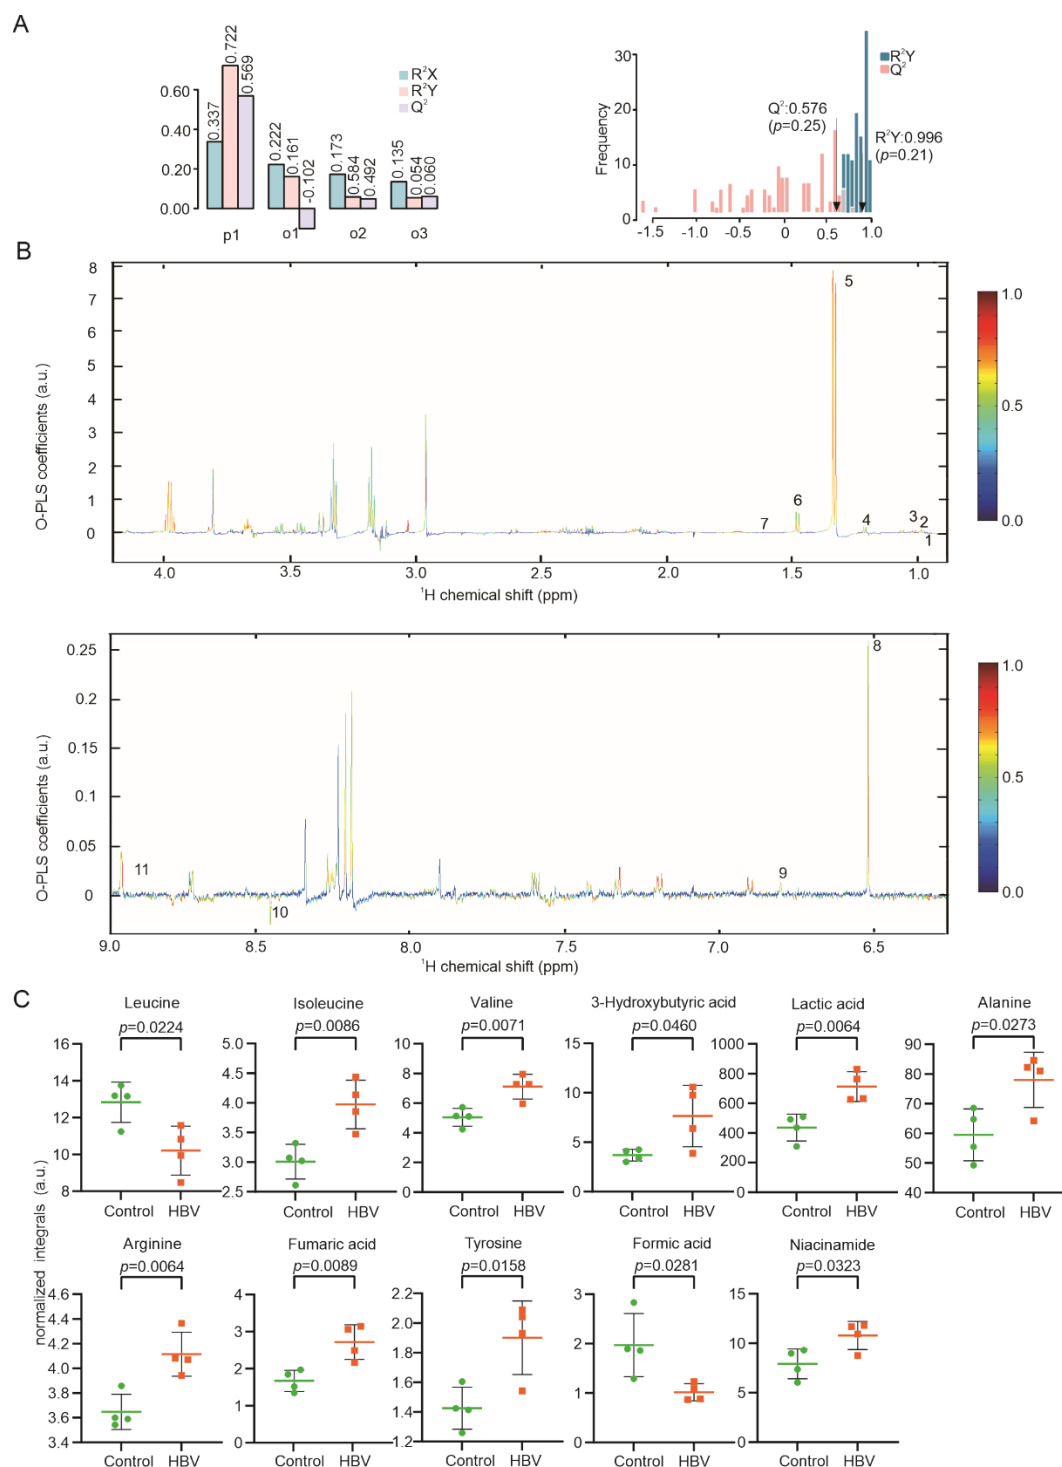 A
0.337
0.722
0.569
0.222
0.161
-0.102
0.173
0.584
0.492
0.135
0.054
0.060
R²X
R²Y
Q²
0.60
0.40
0.20
0.00
p1
o1
o2
o3
30
20
10
0
Frequency
R²Y
Q²
Q²:0.576
(p=0.25)
R²Y:0.996
(p=0.21)
-1.5
-1.0
-0.5
0
0.5
1.0
B
8
7
6
5
4
3
2
1
0
O-PLS coefficients (a.u.)
5
6
7
4
3
2
1
4.0
3.5
3.0
2.5
2.0
1.5
1.0
¹H chemical shift (ppm)
1.0
0.5
0.0
0.25
0.2
0.15
0.1
0.05
0
O-PLS coefficients (a.u.)
8
9
10
11
9.0
8.5
8.0
7.5
7.0
6.5
¹H chemical shift (ppm)
1.0
0.5
0.0
C
normalized integrals (a.u.)
Leucine
p=0.0224
16
14
12
10
8
Control HBV
Isoleucine
p=0.0086
5.0
4.5
4.0
3.5
3.0
2.5
Control HBV
Valine
p=0.0071
10
8
6
4
2
0
Control HBV
3-Hydroxybutyric acid
p=0.0460
15
10
5
0
Control HBV
Lactic acid
p=0.0064
1000
800
600
400
200
0
Control HBV
Alanine
p=0.0273
90
80
70
60
50
40
Control HBV
Arginine
p=0.0064
4.6
4.4
4.2
4.0
3.8
3.6
3.4
Control HBV
Fumaric acid
p=0.0089
4
3
2
1
0
Control HBV
Tyrosine
p=0.0158
2.2
2.0
1.8
1.6
1.4
1.2
Control HBV
Formic acid
p=0.0281
3
2
1
0
Control HBV
Niacinamide
p=0.0323
15
10
5
0
Control HBV